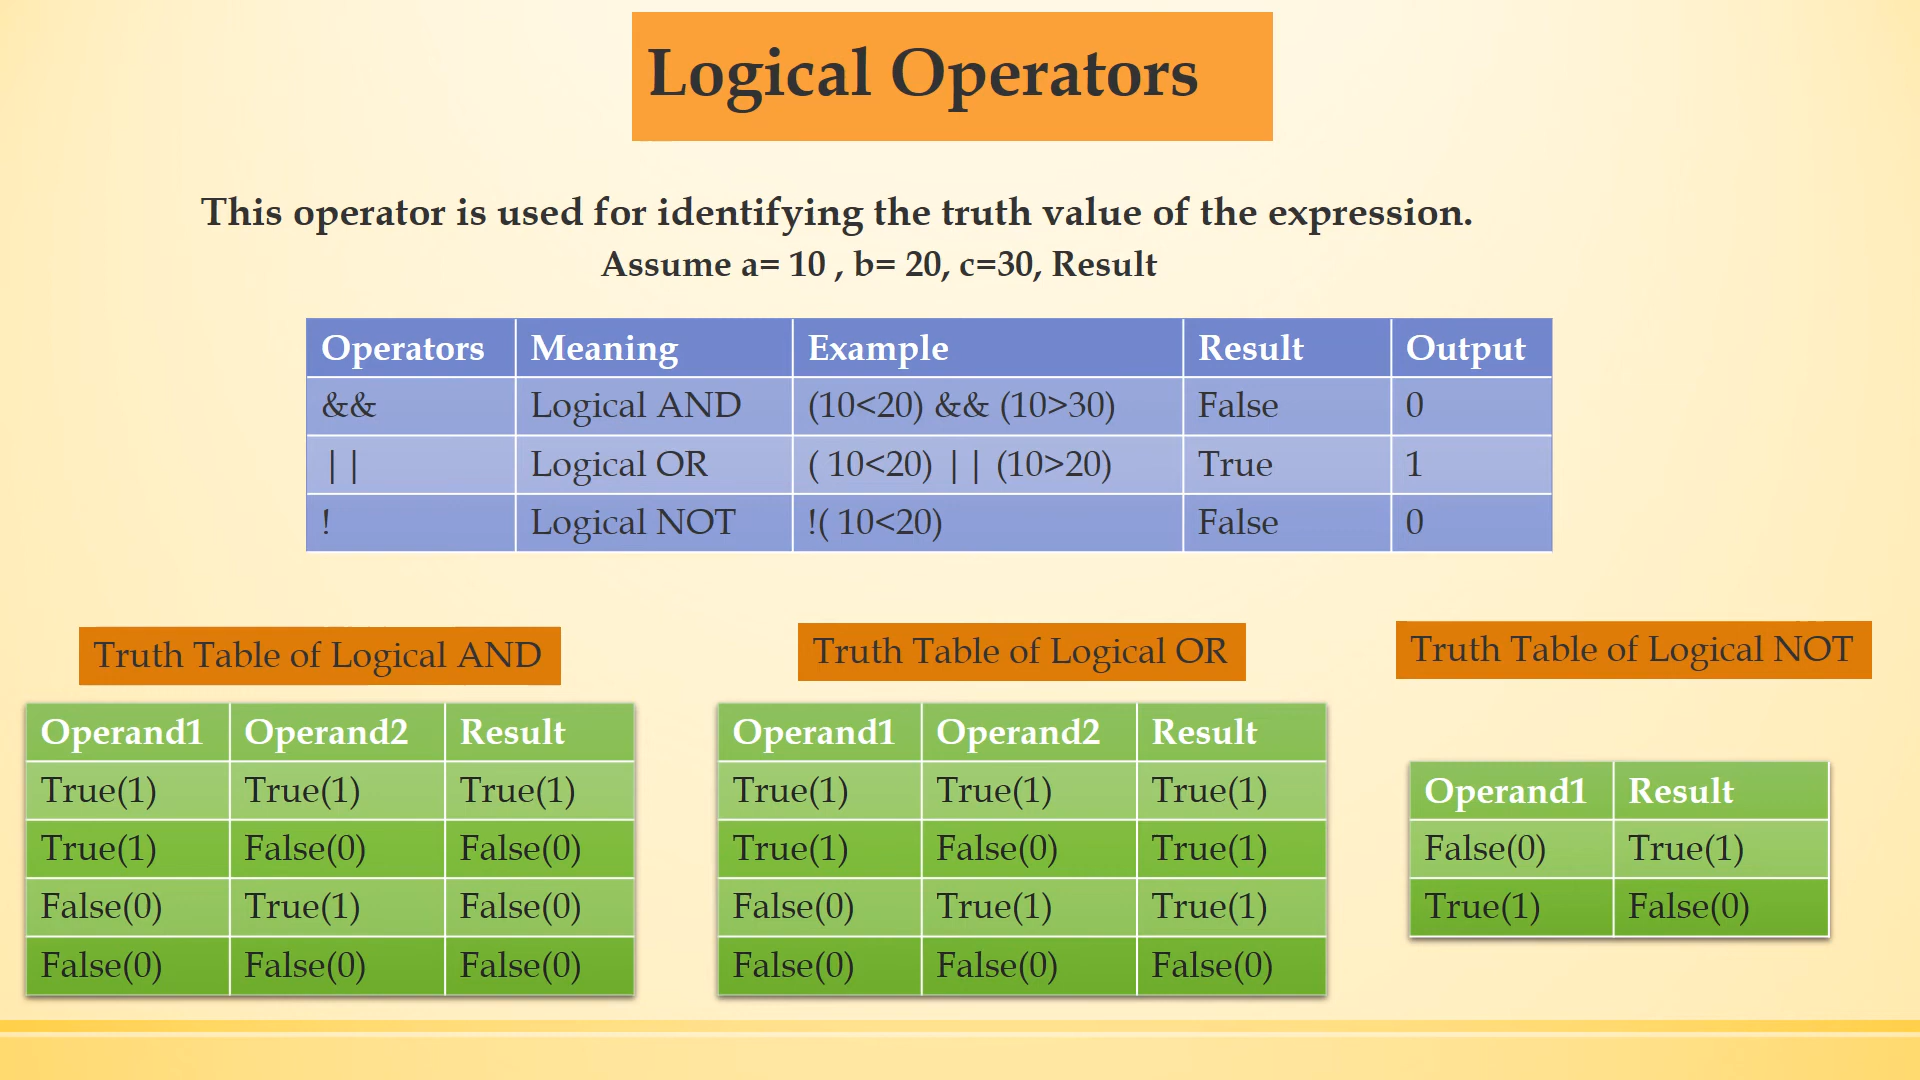 Logical Operators
This operator is used for identifying the truth value of the expression.
Assume a= 10 , b= 20, c=30, Result
Operators Meaning Example Result Output
&& Logical AND (10<20) && (10>30) False 0
|| Logical OR ( 10<20) || (10>20) True 1
! Logical NOT !( 10<20) False 0
Truth Table of Logical AND
Operand1 Operand2 Result
True(1) True(1) True(1)
True(1) False(0) False(0)
False(0) True(1) False(0)
False(0) False(0) False(0)
Truth Table of Logical OR
Operand1 Operand2 Result
True(1) True(1) True(1)
True(1) False(0) True(1)
False(0) True(1) True(1)
False(0) False(0) False(0)
Truth Table of Logical NOT
Operand1 Result
False(0) True(1)
True(1) False(0)